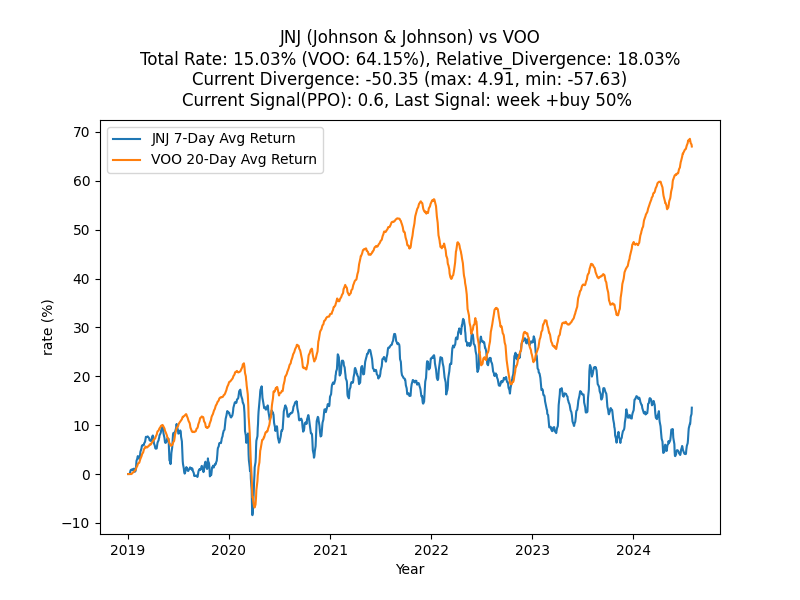 JNJ (Johnson & Johnson) vs VOO
Total Rate: 15.03% (VOO: 64.15%), Relative_Divergence: 18.03%
Current Divergence: -50.35 (max: 4.91, min: -57.63)
Current Signal(PPO): 0.6, Last Signal: week +buy 50%
JNJ 7-Day Avg Return
VOO 20-Day Avg Return
70
60
50
40
30
20
10
0
−10
rate (%)
2019 2020 2021 2022 2023 2024
Year